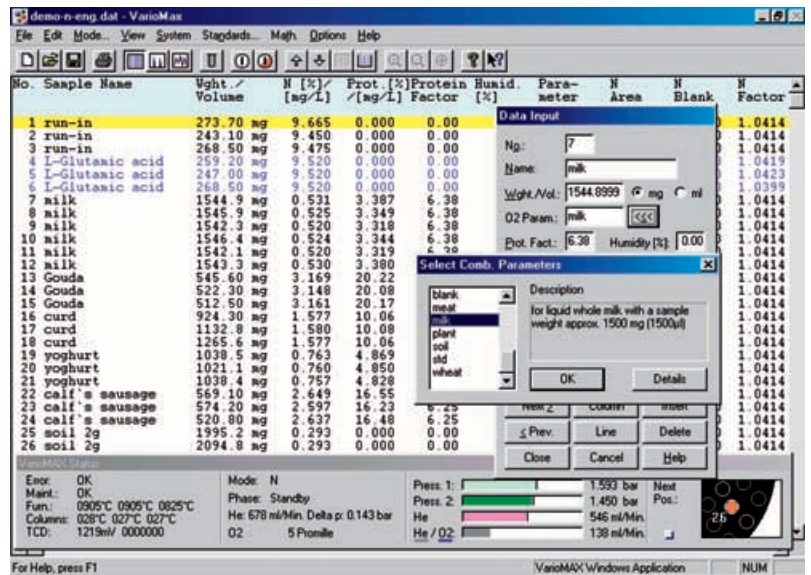 demo-n-eng.dat - VarioMax
File Edit Mode... View System Standards... Math Options Help
No. Sample Name Wght./ N [%]/ Prot.[%] Protein Humid. Para- N N N
Volume [mg/L] /[mg/L] Factor [%] meter Area Blank Factor
1 run-in 273.70 mg 9.665 0.000 0.00 1.0414
2 run-in 243.10 mg 9.450 0.000 0.00 1.0414
3 run-in 268.50 mg 9.475 0.000 0.00 1.0414
4 L-Glutamic acid 259.20 mg 9.520 0.000 0.00 1.0419
5 L-Glutamic acid 247.00 mg 9.520 0.000 0.00 1.0423
6 L-Glutamic acid 268.50 mg 9.520 0.000 0.00 1.0399
7 milk 1544.9 mg 0.531 3.387 6.38 1.0414
8 milk 1545.9 mg 0.525 3.349 6.38 1.0414
9 milk 1542.3 mg 0.520 3.318 6.38 1.0414
10 milk 1546.4 mg 0.524 3.344 6.38 1.0414
11 milk 1542.1 mg 0.520 3.319 6.38 1.0414
12 milk 1543.3 mg 0.530 3.380 1.0414
13 Gouda 545.60 mg 3.169 20.22 1.0414
14 Gouda 522.30 mg 3.148 20.08 1.0414
15 Gouda 512.50 mg 3.161 20.17 1.0414
16 curd 924.30 mg 1.577 10.06 1.0414
17 curd 1132.8 mg 1.580 10.08 1.0414
18 curd 1265.6 mg 1.577 10.06 1.0414
19 yoghurt 1038.5 mg 0.763 4.869 1.0414
20 yoghurt 1021.1 mg 0.760 4.850 1.0414
21 yoghurt 1038.4 mg 0.757 4.828 1.0414
22 calf's sausage 569.10 mg 2.649 16.55 1.0414
23 calf's sausage 574.20 mg 2.597 16.23 6.25 1.0414
24 calf's sausage 520.80 mg 2.637 16.48 6.25 1.0414
25 soil 2g 1995.2 mg 0.293 0.000 0.00 1.0414
26 soil 2g 2094.8 mg 0.293 0.000 0.00 1.0414
Data Input
No.: 7
Name: milk
Wght./Vol.: 1544.8999 mg ml
O2 Param.: milk <<<
Prot. Fact.: 6.38 Humidity [%]: 0.00
Select Comb. Parameters
blank
meat
milk
plant
soil
std
wheat
Description
for liquid whole milk with a sample
weight approx. 1500 mg (1500µl)
OK Details
Next > Column Insert
< Prev. Line Delete
Close Cancel Help
VarioMAX Status
Error: OK
Maint.: OK
Furn.: 0905°C 0905°C 0825°C
Columns: 028°C 027°C 027°C
TCD: 1219mV 0000000
Mode: N
Phase: Standby
He: 678 ml/Min. Delta p: 0.143 bar
O2 5 Promille
Press. 1: 1.593 bar
Press. 2: 1.450 bar
He 546 ml/Min.
He / O2: 138 ml/Min.
Next
Pos.:
26
For Help, press F1 VarioMAX Windows Application NUM